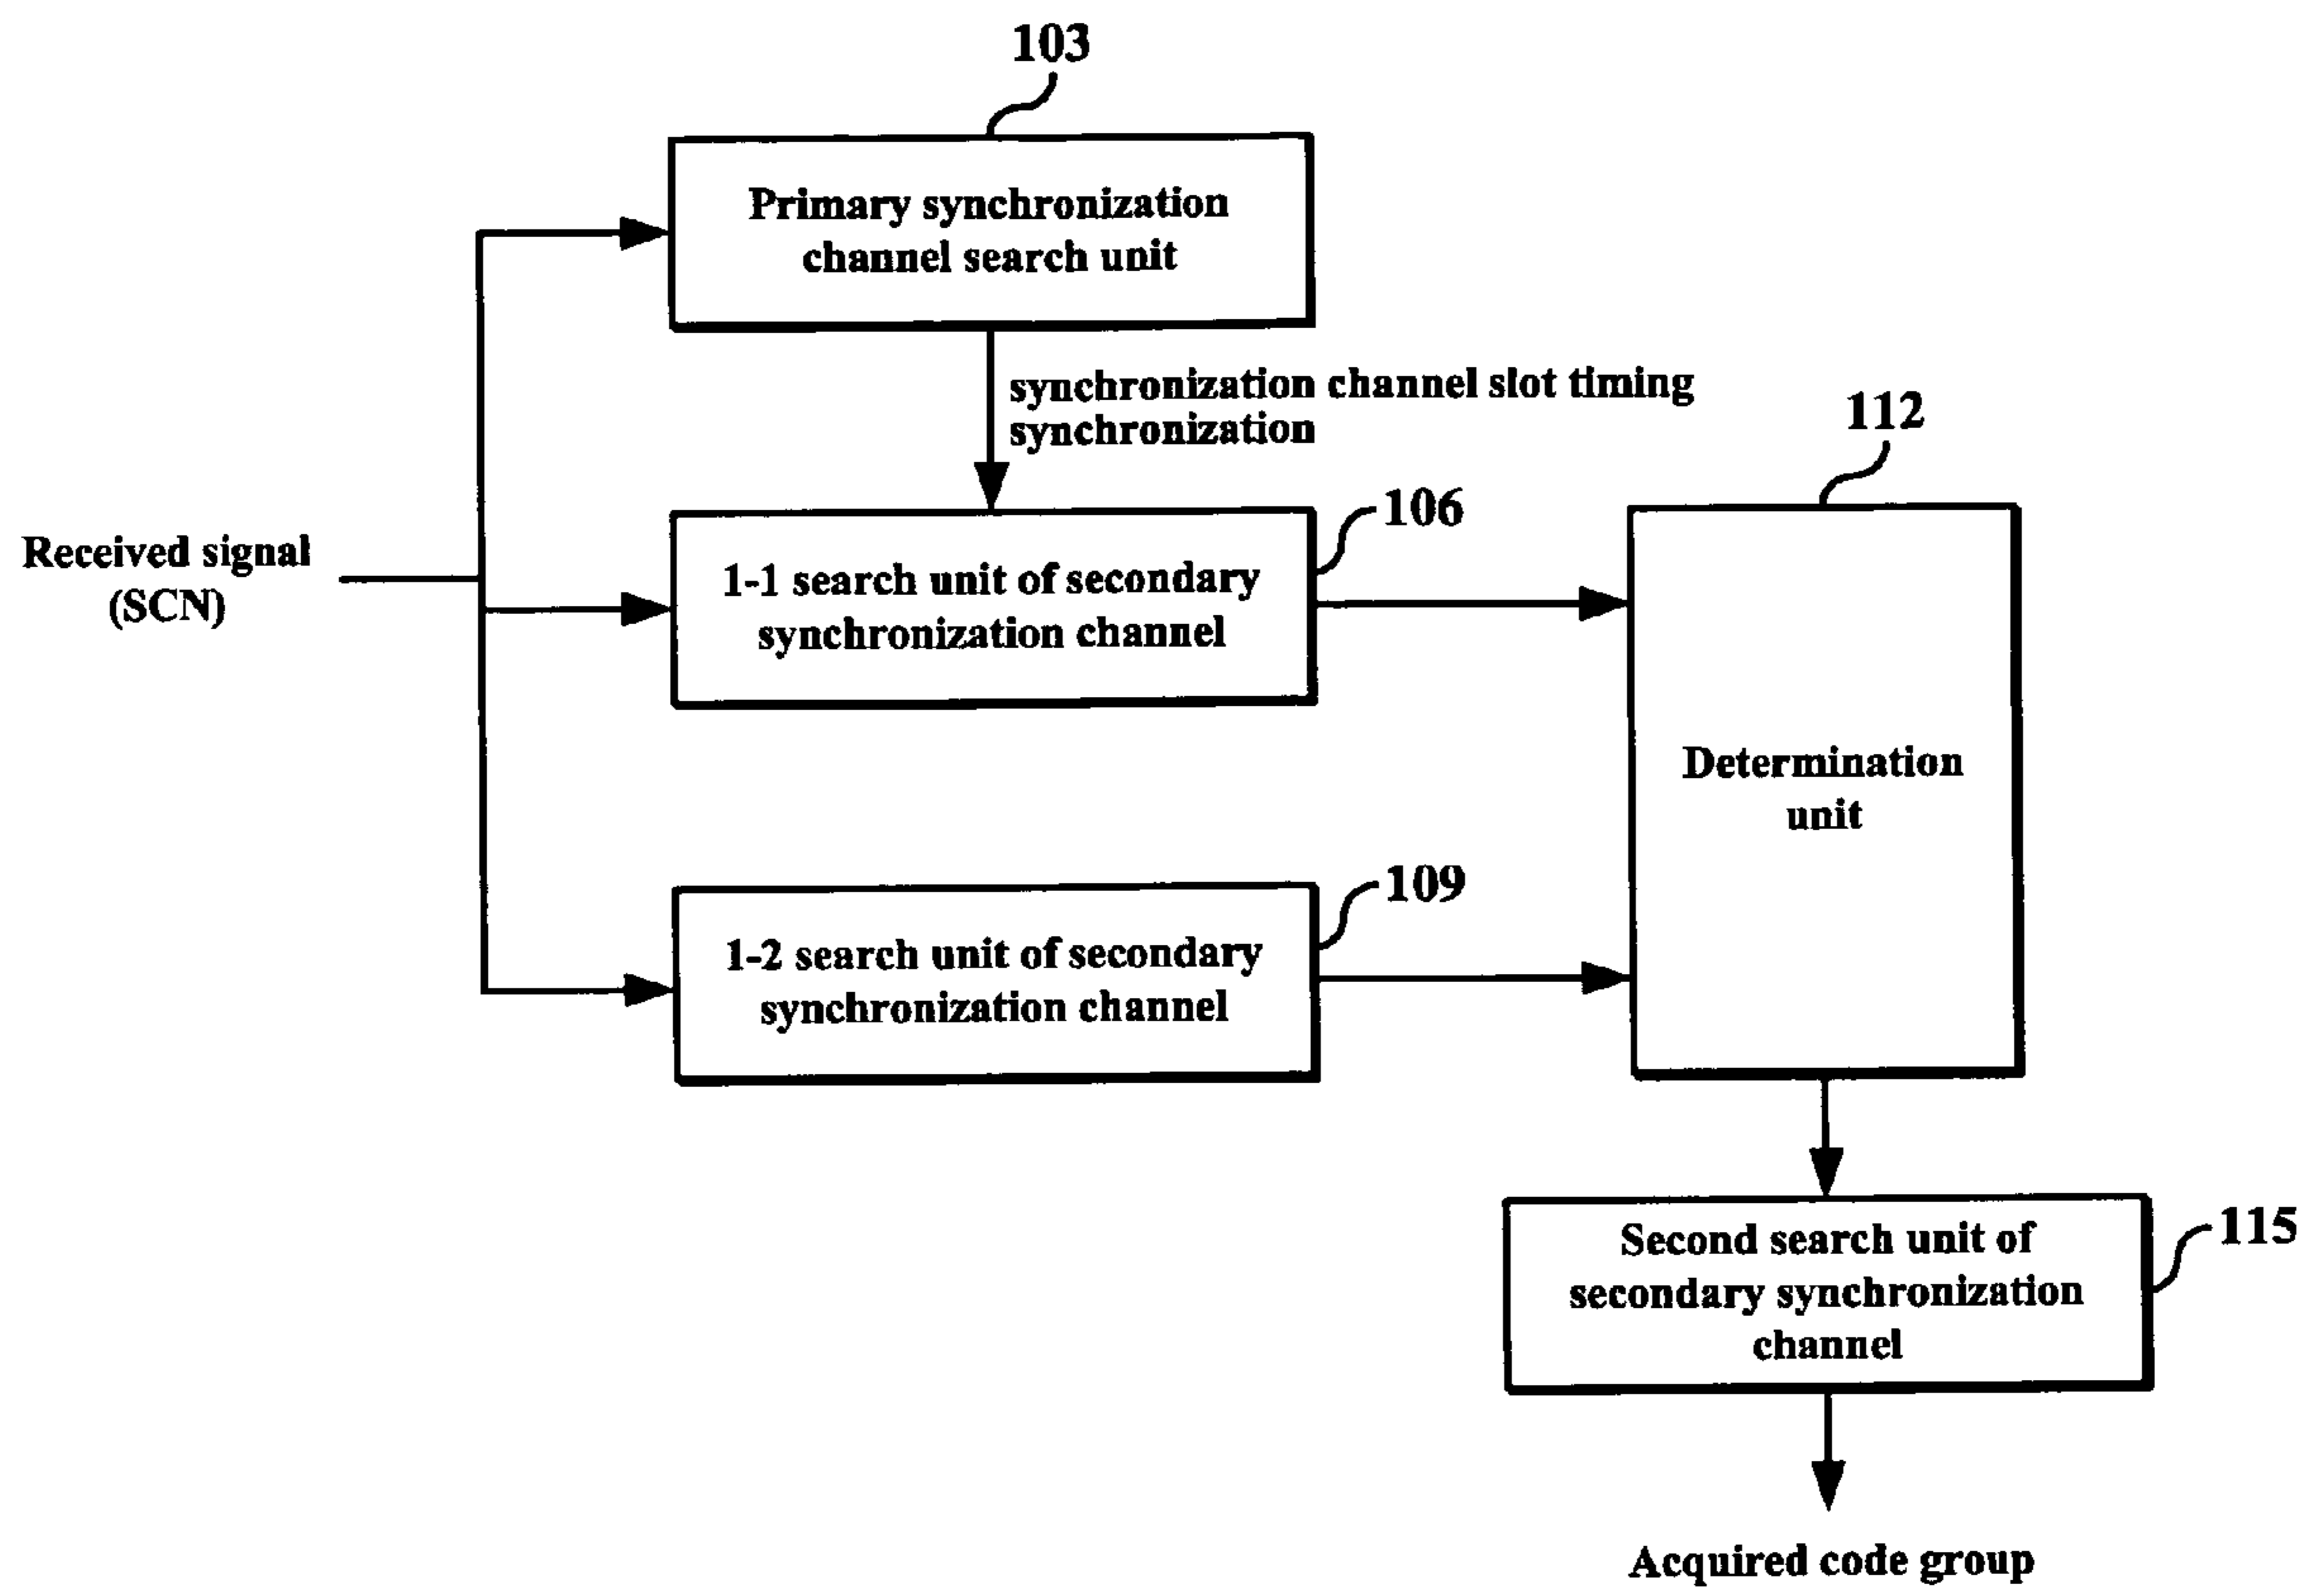 103
Primary synchronization
channel search unit
synchronization channel slot timing
synchronization
112
Received signal
(SCN)
106
1-1 search unit of secondary
synchronization channel
Determination
unit
109
1-2 search unit of secondary
synchronization channel
115
Second search unit of
secondary synchronization
channel
Acquired code group